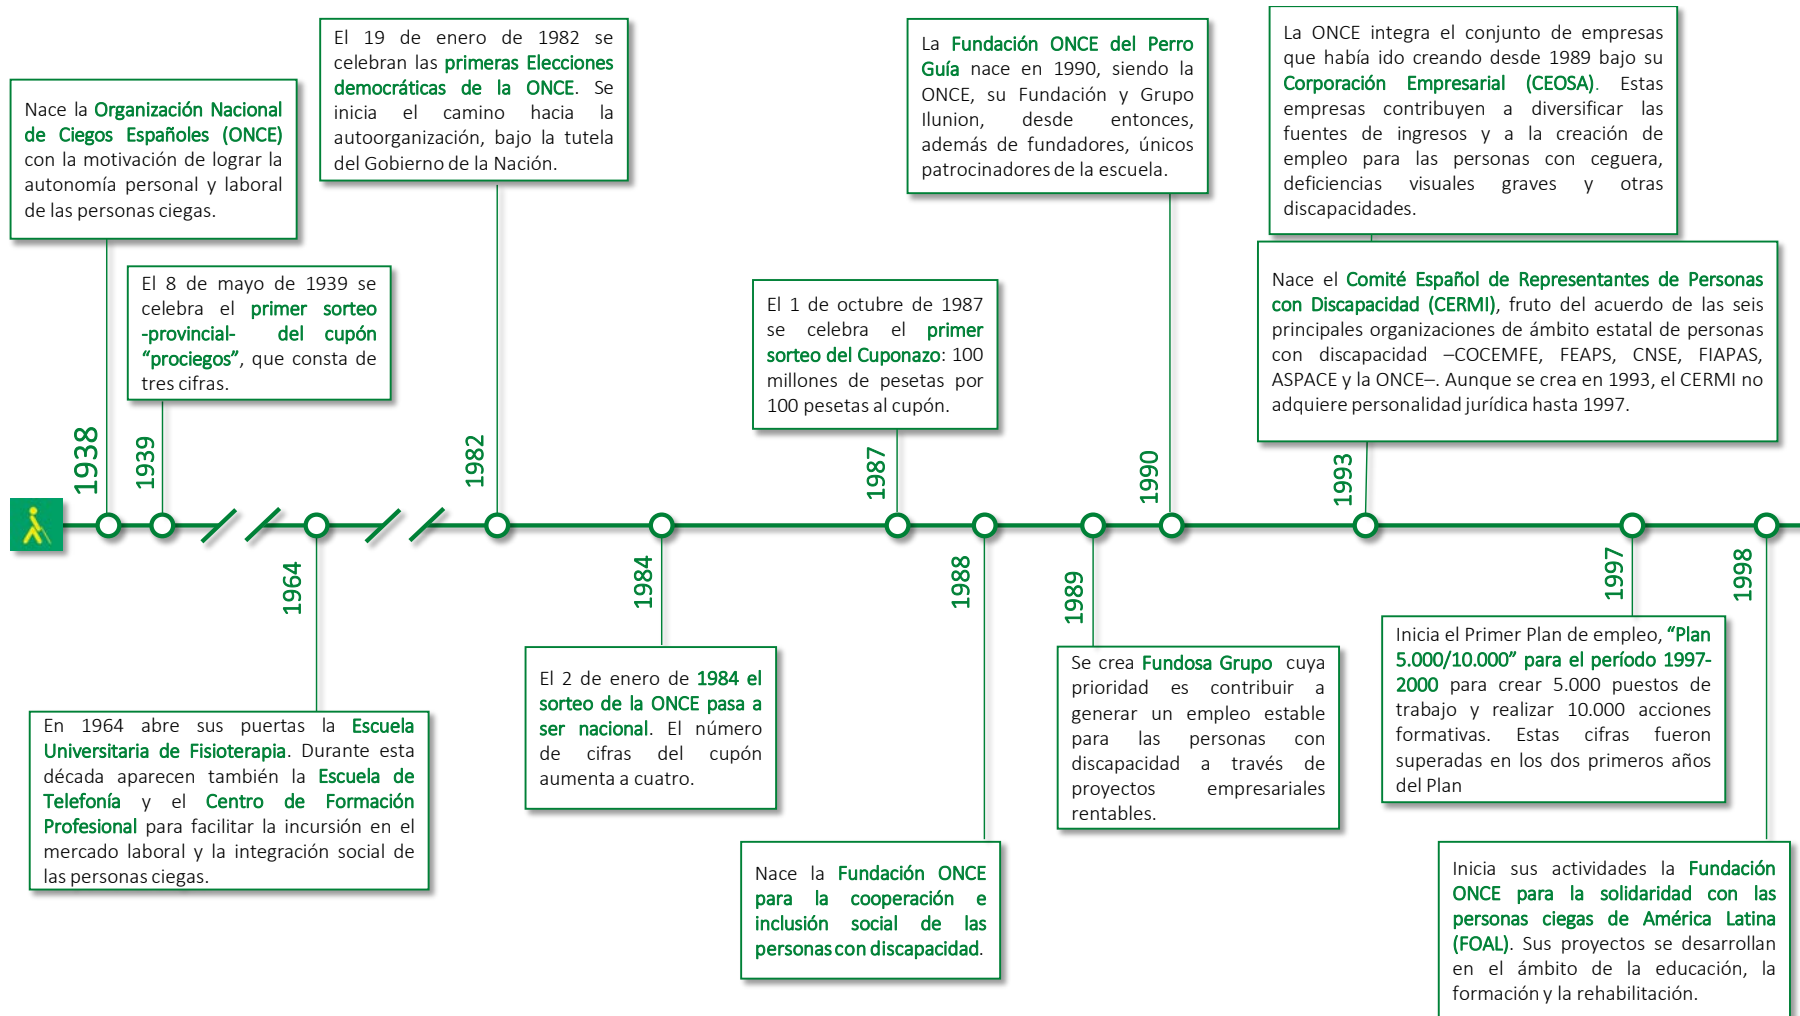 Nace la Organización Nacional
de Ciegos Españoles (ONCE)
con la motivación de lograr la
autonomía personal y laboral
de las personas ciegas.
1938
El 8 de mayo de 1939 se
celebra el primer sorteo
-provincial- del cupón
“prociegos”, que consta de
tres cifras.
1939
En 1964 abre sus puertas la Escuela
Universitaria de Fisioterapia. Durante esta
década aparecen también la Escuela de
Telefonía y el Centro de Formación
Profesional para facilitar la incursión en el
mercado laboral y la integración social de
las personas ciegas.
1964
El 19 de enero de 1982 se
celebran las primeras Elecciones
democráticas de la ONCE. Se
inicia el camino hacia la
autoorganización, bajo la tutela
del Gobierno de la Nación.
1982
1984
El 2 de enero de 1984 el
sorteo de la ONCE pasa a
ser nacional. El número
de cifras del cupón
aumenta a cuatro.
El 1 de octubre de 1987
se celebra el primer
sorteo del Cuponazo: 100
millones de pesetas por
100 pesetas al cupón.
1987
1988
Nace la Fundación ONCE
para la cooperación e
inclusión social de las
personas con discapacidad.
1989
Se crea Fundosa Grupo cuya
prioridad es contribuir a
generar un empleo estable
para las personas con
discapacidad a través de
proyectos empresariales
rentables.
La Fundación ONCE del Perro
Guía nace en 1990, siendo la
ONCE, su Fundación y Grupo
Ilunion, desde entonces,
además de fundadores, únicos
patrocinadores de la escuela.
1990
La ONCE integra el conjunto de empresas
que había ido creando desde 1989 bajo su
Corporación Empresarial (CEOSA). Estas
empresas contribuyen a diversificar las
fuentes de ingresos y a la creación de
empleo para las personas con ceguera,
deficiencias visuales graves y otras
discapacidades.
Nace el Comité Español de Representantes de Personas
con Discapacidad (CERMI), fruto del acuerdo de las seis
principales organizaciones de ámbito estatal de personas
con discapacidad –COCEMFE, FEAPS, CNSE, FIAPAS,
ASPACE y la ONCE–. Aunque se crea en 1993, el CERMI no
adquiere personalidad jurídica hasta 1997.
1993
1997
Inicia el Primer Plan de empleo, “Plan
5.000/10.000” para el período 1997-
2000 para crear 5.000 puestos de
trabajo y realizar 10.000 acciones
formativas. Estas cifras fueron
superadas en los dos primeros años
del Plan
1998
Inicia sus actividades la Fundación
ONCE para la solidaridad con las
personas ciegas de América Latina
(FOAL). Sus proyectos se desarrollan
en el ámbito de la educación, la
formación y la rehabilitación.